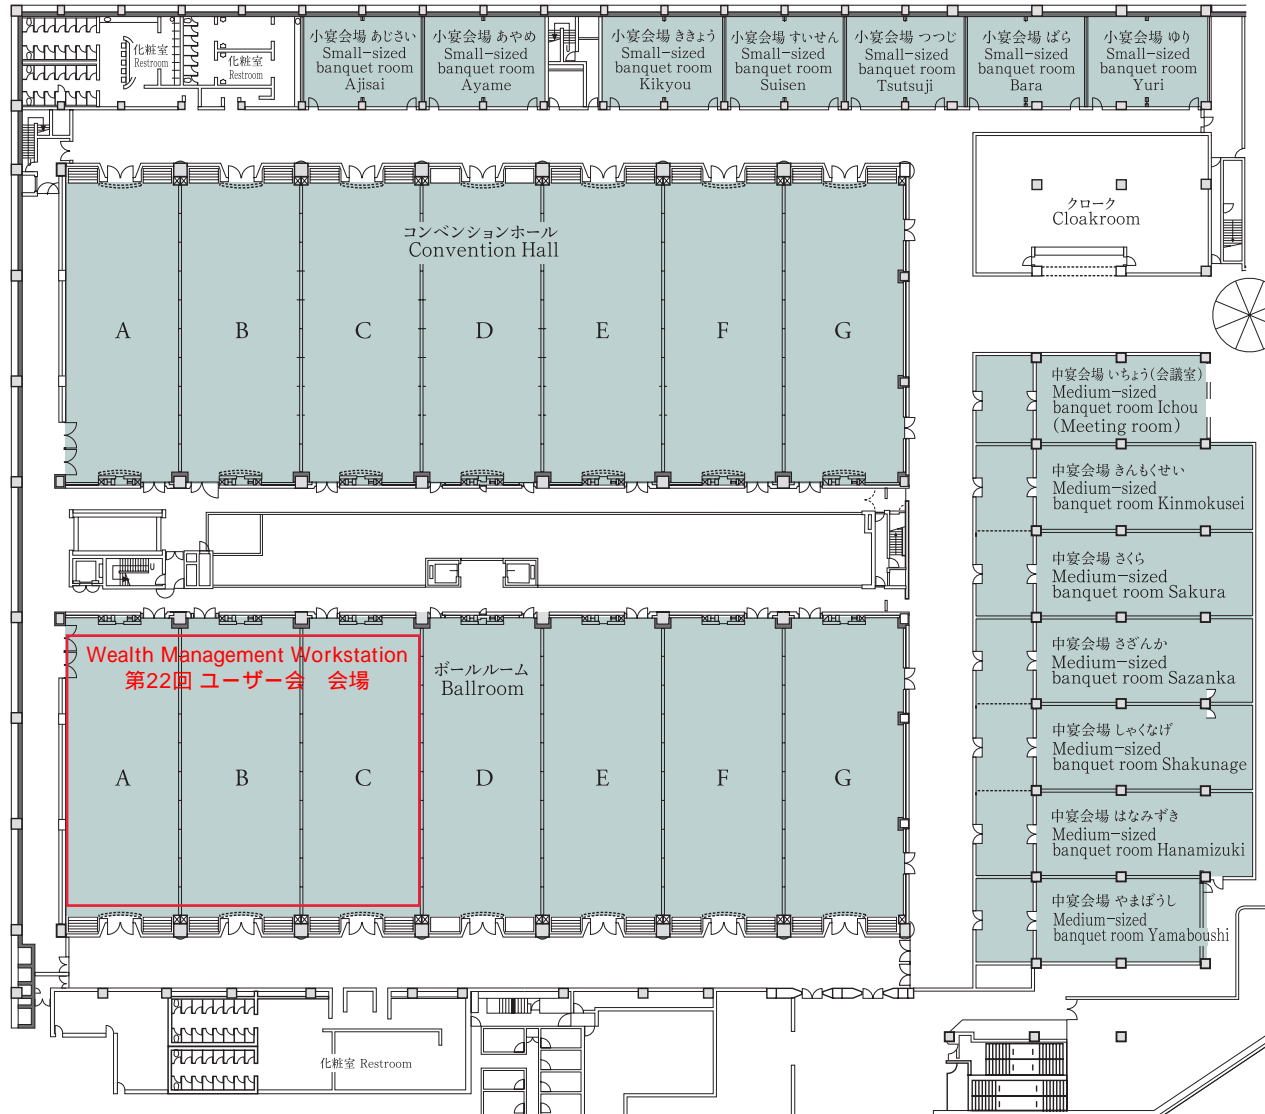 化粧室
Restroom
化粧室
Restroom
小宴会場 あじさい
Small-sized
banquet room
Ajisai
小宴会場 あやめ
Small-sized
banquet room
Ayame
小宴会場 ききょう
Small-sized
banquet room
Kikyou
小宴会場 すいせん
Small-sized
banquet room
Suisen
小宴会場 つつじ
Small-sized
banquet room
Tsutsuji
小宴会場 ばら
Small-sized
banquet room
Bara
小宴会場 ゆり
Small-sized
banquet room
Yuri
クローク
Cloakroom
コンベンションホール
Convention Hall
A
B
C
D
E
F
G
中宴会場 いちょう(会議室)
Medium-sized
banquet room Ichou
(Meeting room)
中宴会場 きんもくせい
Medium-sized
banquet room Kinmokusei
中宴会場 さくら
Medium-sized
banquet room Sakura
中宴会場 さざんか
Medium-sized
banquet room Sazanka
中宴会場 しゃくなげ
Medium-sized
banquet room Shakunage
中宴会場 はなみずき
Medium-sized
banquet room Hanamizuki
中宴会場 やまぼうし
Medium-sized
banquet room Yamaboushi
Wealth Management Workstation
第22回 ユーザー会　会場
ボールルーム
Ballroom
A
B
C
D
E
F
G
化粧室 Restroom